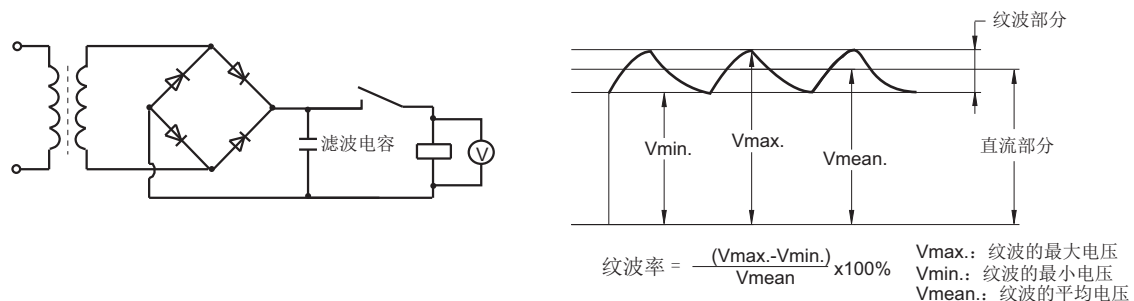 滤波电容
V
纹波部分
Vmin.
Vmax.
Vmean.
直流部分
纹波率 = (Vmax.-Vmin.) x100%
Vmean
Vmax.：纹波的最大电压
Vmin.：纹波的最小电压
Vmean.：纹波的平均电压